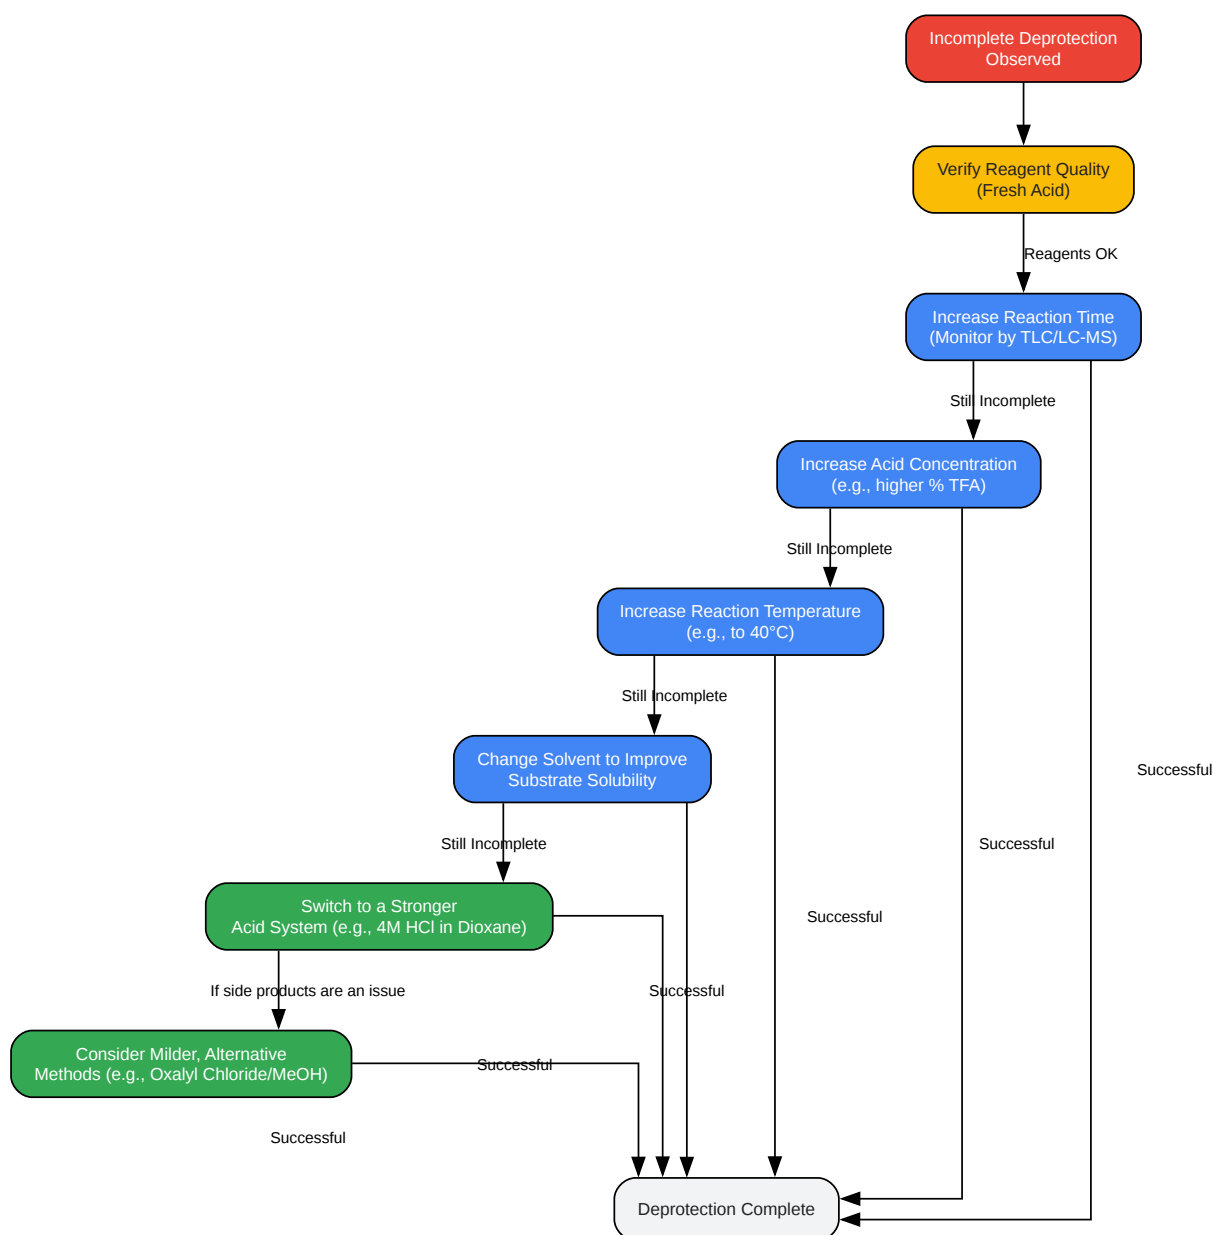 Incomplete Deprotection
Observed
Verify Reagent Quality
(Fresh Acid)
Reagents OK
Increase Reaction Time
(Monitor by TLC/LC-MS)
Still Incomplete
Increase Acid Concentration
(e.g., higher % TFA)
Still Incomplete
Increase Reaction Temperature
(e.g., to 40°C)
Still Incomplete
Change Solvent to Improve
Substrate Solubility
Successful
Still Incomplete
Successful
Switch to a Stronger
Acid System (e.g., 4M HCl in Dioxane)
Successful
If side products are an issue
Successful
Consider Milder, Alternative
Methods (e.g., Oxalyl Chloride/MeOH)
Successful
Successful
Deprotection Complete